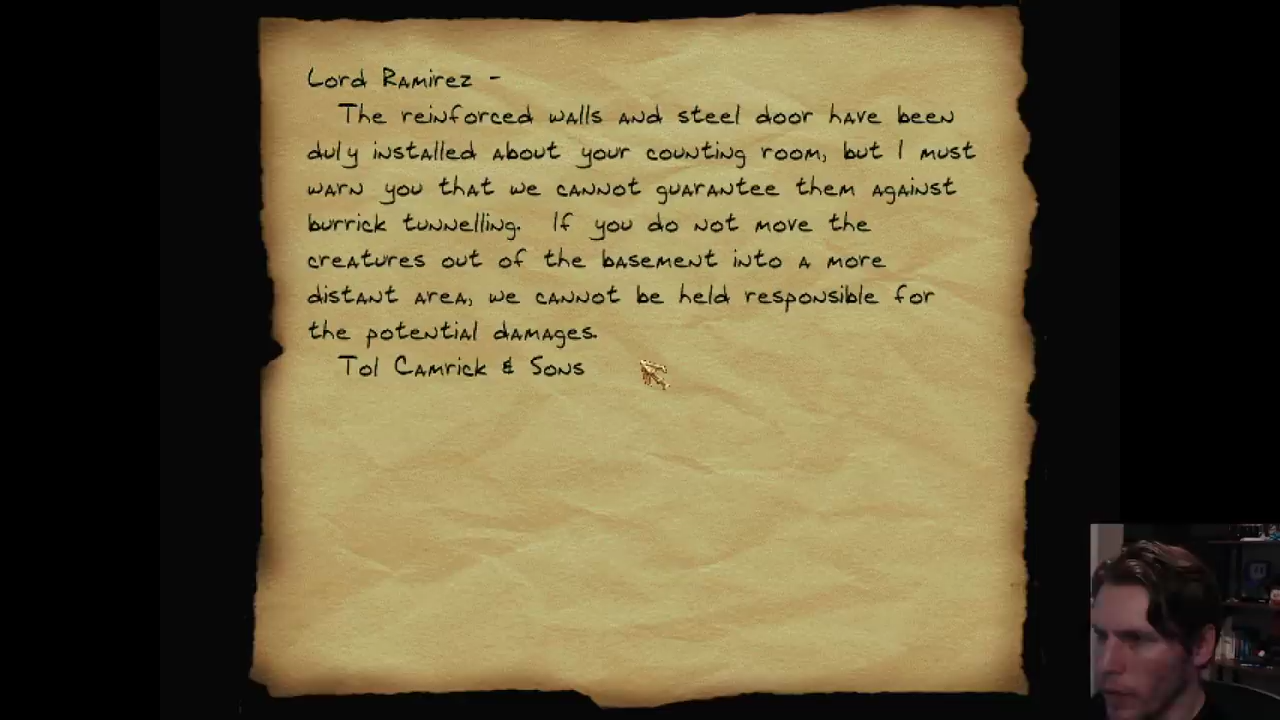 Lord Ramirez -
The reinforced walls and steel door have been
duly installed about your counting room, but I must
warn you that we cannot guarantee them against
burrick tunnelling. If you do not move the
creatures out of the basement into a more
distant area, we cannot be held responsible for
the potential damages.
Tol Camrick & Sons